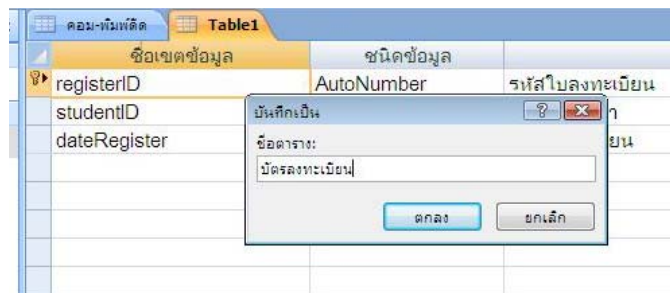 คอม-พิมพ์ดีด Table1
ชื่อเขตข้อมูล ชนิดข้อมูล
registerID AutoNumber รหัสใบลงทะเบียน
studentID
dateRegister
บันทึกเป็น
ชื่อตาราง:
บัตรลงทะเบียน
ตกลง ยกเลิก